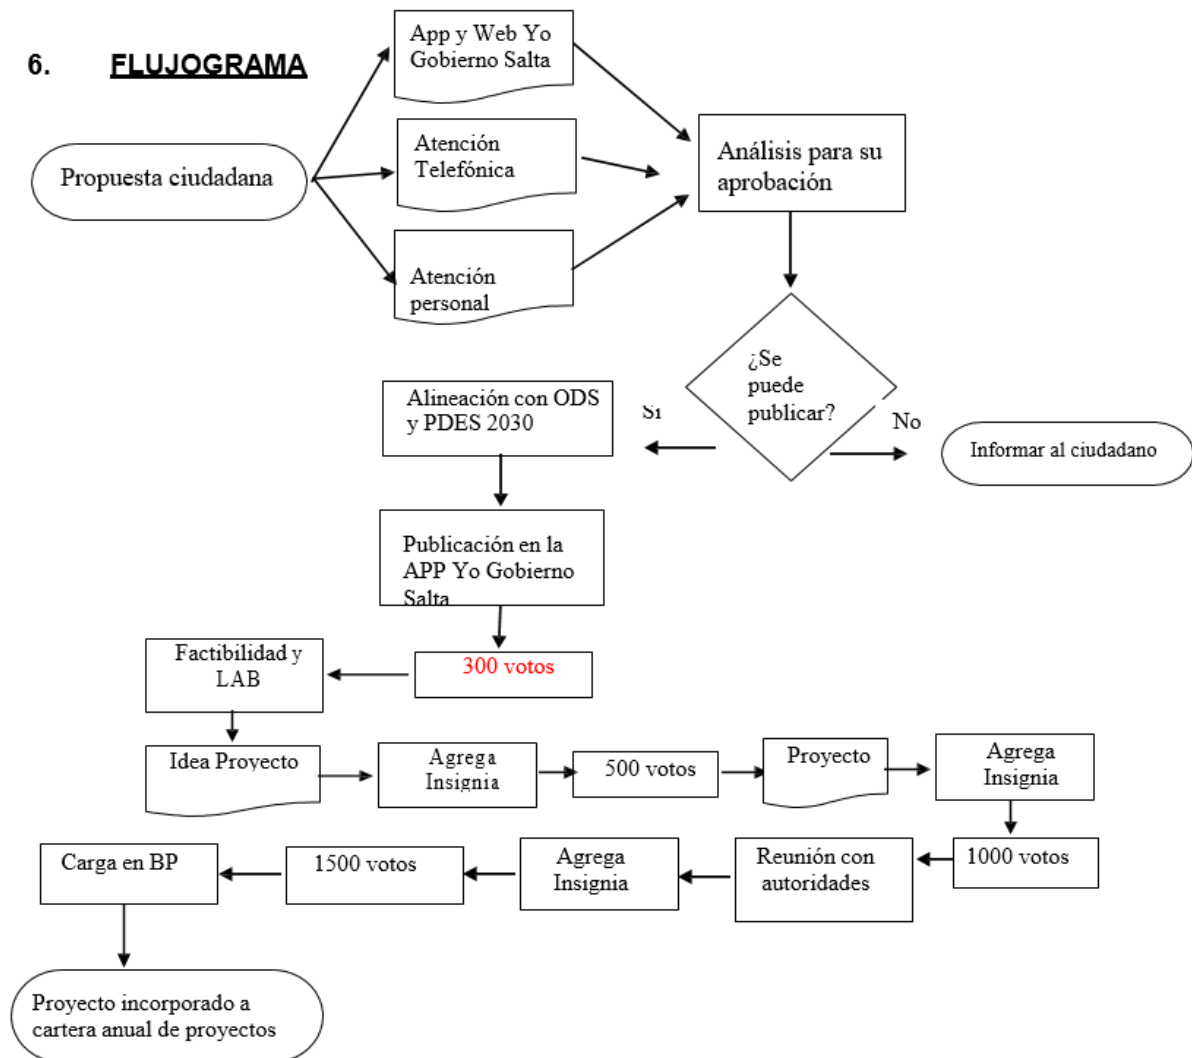 6. FLUJOGRAMA
App y Web Yo
Gobierno Salta
Atención
Telefónica
Atención
personal
Propuesta ciudadana
Análisis para su
aprobación
¿Se
puede
publicar?
Si
No
Informar al ciudadano
Alineación con ODS
y PDES 2030
Publicación en la
APP Yo Gobierno
Salta
300 votos
Factibilidad y
LAB
Idea Proyecto
Agrega
Insignia
500 votos
Proyecto
Agrega
Insignia
1000 votos
Reunión con
autoridades
Agrega
Insignia
1500 votos
Carga en BP
Proyecto incorporado a
cartera anual de proyectos